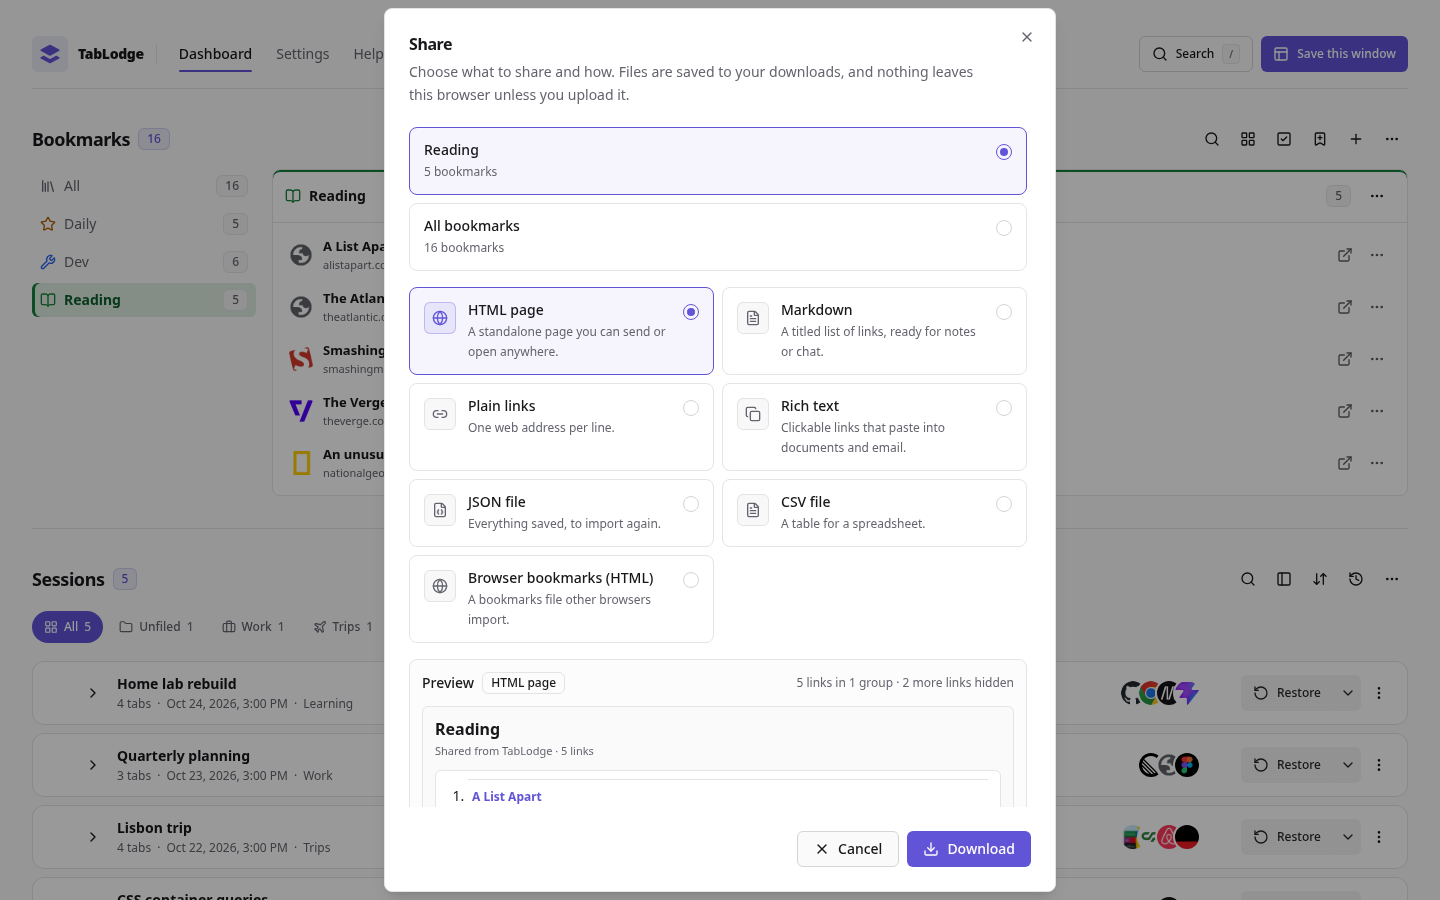 TabLodge
Dashboard
Settings
Help
Search
/
Save this window
Bookmarks
16
All
16
Daily
5
Dev
6
Reading
5
Reading
5
A List Apa
alistapart.co
The Atlan
theatlantic.c
Smashing
smashingm
The Verge
theverge.co
An unusu
nationalgeo
Sessions
5
All 5
Unfiled 1
Work 1
Trips 1
Home lab rebuild
4 tabs · Oct 24, 2026, 3:00 PM · Learning
Restore
Quarterly planning
3 tabs · Oct 23, 2026, 3:00 PM · Work
Restore
Lisbon trip
4 tabs · Oct 22, 2026, 3:00 PM · Trips
Restore
CSS container queries
Share
Choose what to share and how. Files are saved to your downloads, and nothing leaves
this browser unless you upload it.
Reading
5 bookmarks
All bookmarks
16 bookmarks
HTML page
A standalone page you can send or
open anywhere.
Markdown
A titled list of links, ready for notes
or chat.
Plain links
One web address per line.
Rich text
Clickable links that paste into
documents and email.
JSON file
Everything saved, to import again.
CSV file
A table for a spreadsheet.
Browser bookmarks (HTML)
A bookmarks file other browsers
import.
Preview
HTML page
5 links in 1 group · 2 more links hidden
Reading
Shared from TabLodge · 5 links
1. A List Apart
Cancel
Download